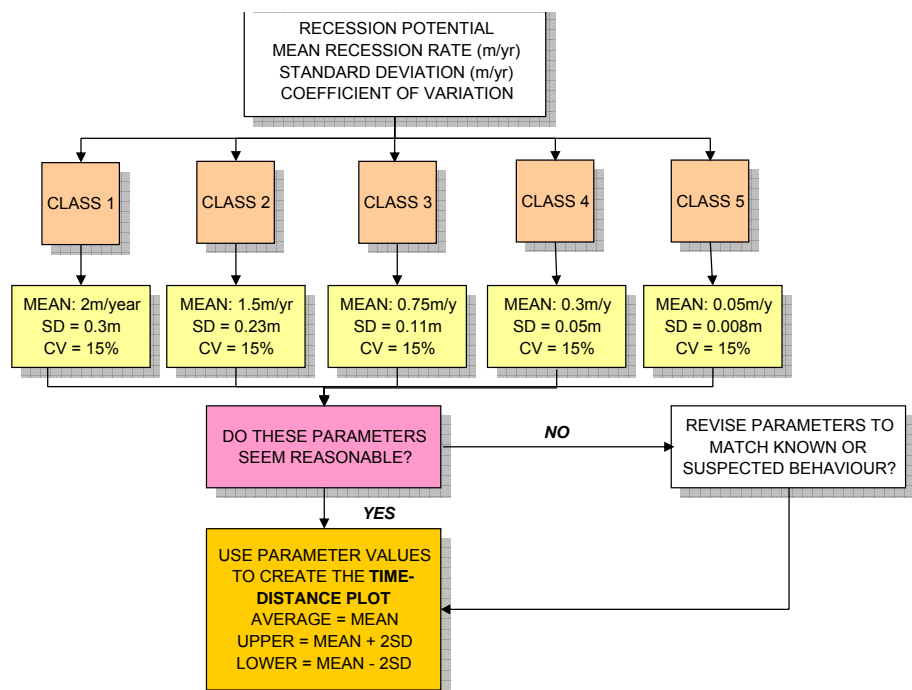 RECESSION POTENTIAL
MEAN RECESSION RATE (m/yr)
STANDARD DEVIATION (m/yr)
COEFFICIENT OF VARIATION
CLASS 1
CLASS 2
CLASS 3
CLASS 4
CLASS 5
MEAN: 2m/year
SD = 0.3m
CV = 15%
MEAN: 1.5m/yr
SD = 0.23m
CV = 15%
MEAN: 0.75m/y
SD = 0.11m
CV = 15%
MEAN: 0.3m/y
SD = 0.05m
CV = 15%
MEAN: 0.05m/y
SD = 0.008m
CV = 15%
DO THESE PARAMETERS
SEEM REASONABLE?
NO
REVISE PARAMETERS TO
MATCH KNOWN OR
SUSPECTED BEHAVIOUR?
YES
USE PARAMETER VALUES
TO CREATE THE TIME-
DISTANCE PLOT
AVERAGE = MEAN
UPPER = MEAN + 2SD
LOWER = MEAN - 2SD